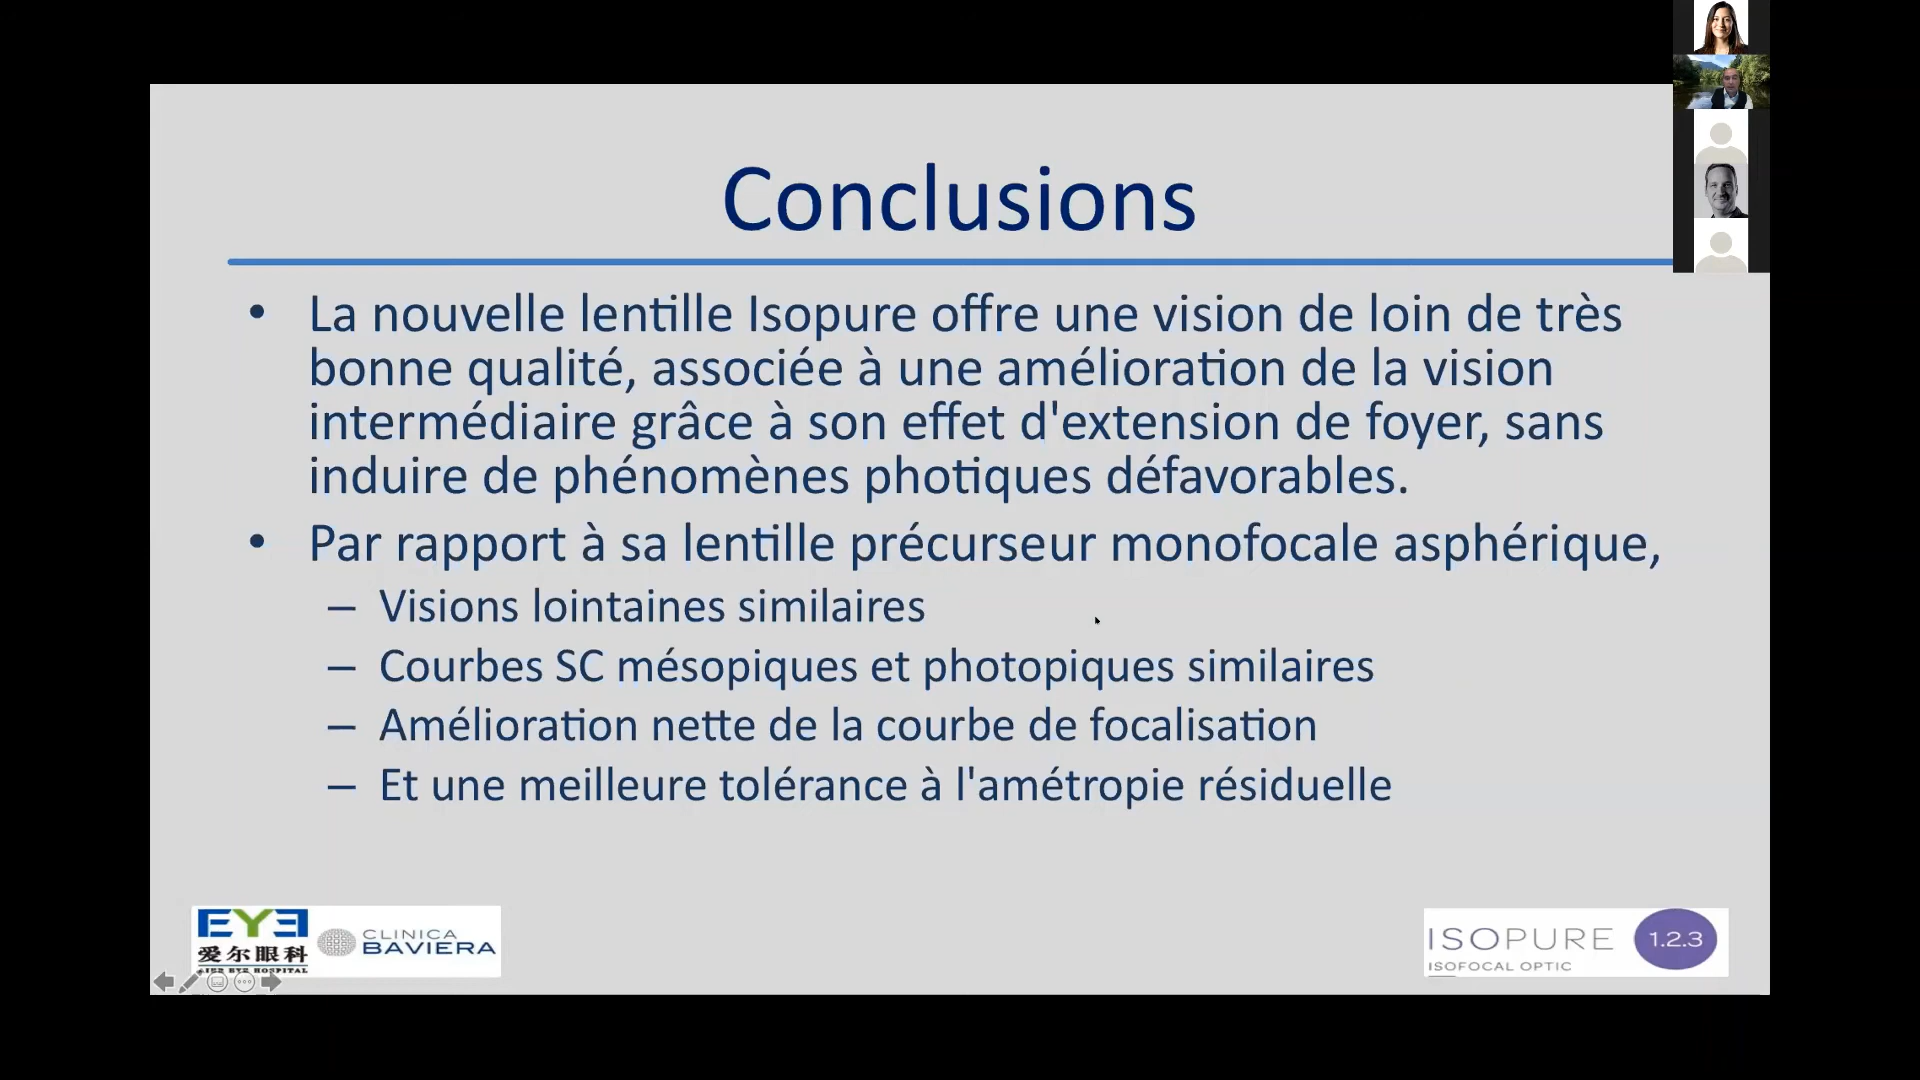 Conclusions
• La nouvelle lentille Isopure offre une vision de loin de très
bonne qualité, associée à une amélioration de la vision
intermédiaire grâce à son effet d'extension de foyer, sans
induire de phénomènes photiques défavorables.
• Par rapport à sa lentille précurseur monofocale asphérique,
– Visions lointaines similaires
– Courbes SC mésopiques et photopiques similaires
– Amélioration nette de la courbe de focalisation
– Et une meilleure tolérance à l'amétropie résiduelle
EYE
爱尔眼科
AIER EYE HOSPITAL
CLINICA
BAVIERA
ISOPURE 1.2.3
ISOFOCAL OPTIC